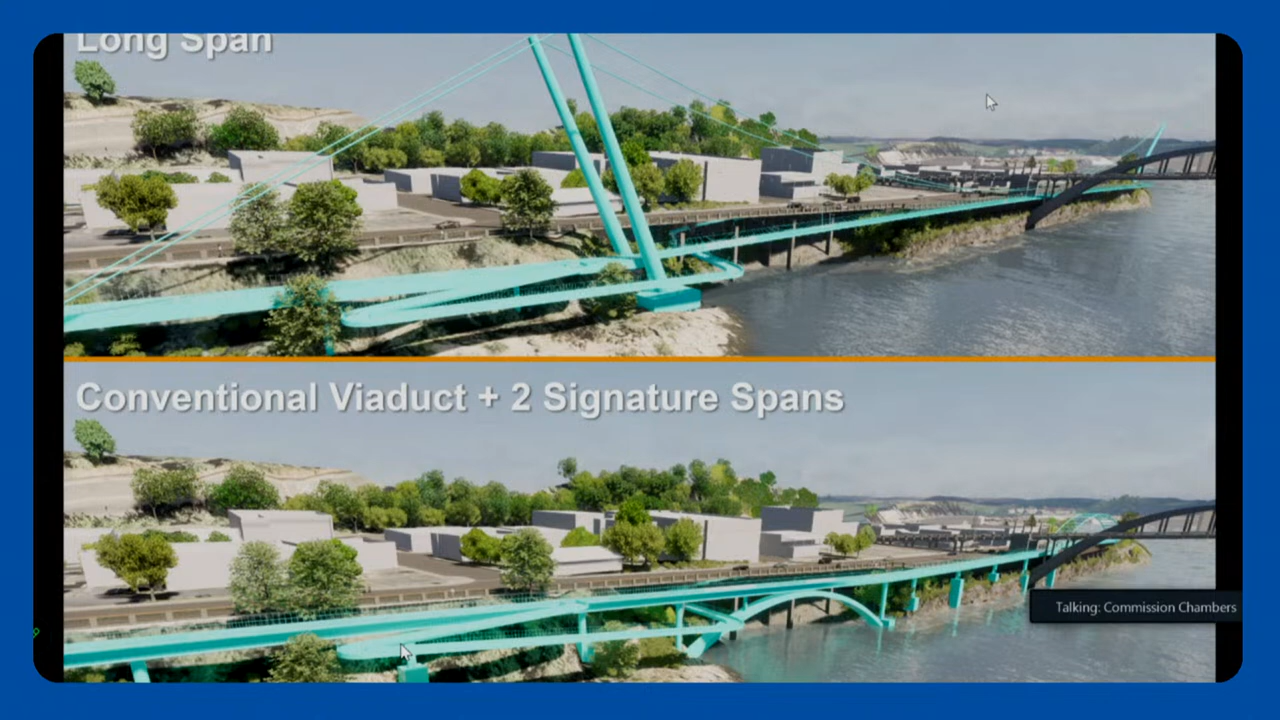 Long Span
Conventional Viaduct + 2 Signature Spans
Talking: Commission Chambers